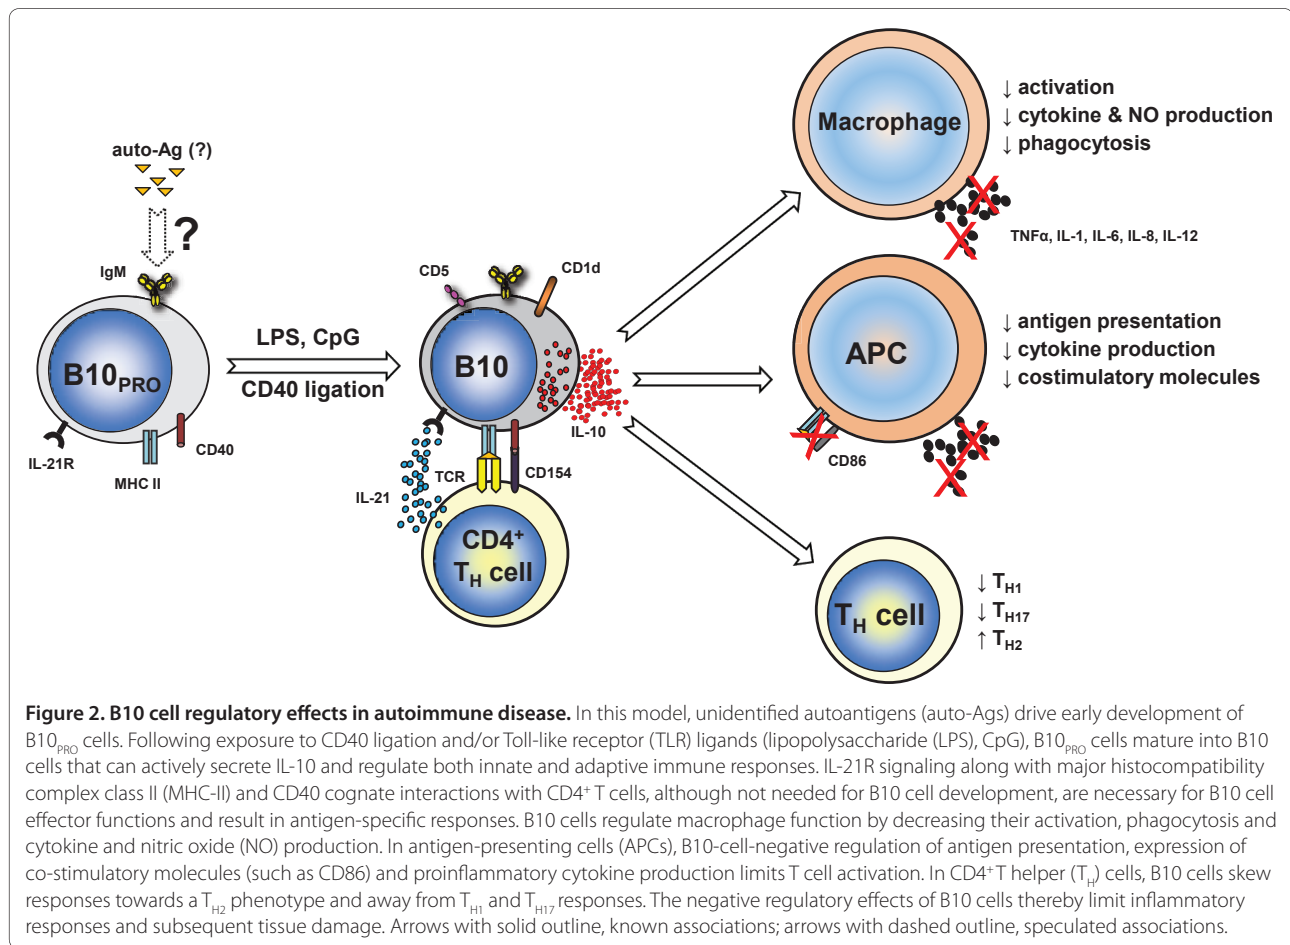 auto-Ag (?)
?
IgM
B10PRO
IL-21R
MHC II
CD40
LPS, CpG
CD40 ligation
CD5
CD1d
B10
IL-10
IL-21
TCR
CD154
CD4+
TH cell
Macrophage
↓ activation
↓ cytokine & NO production
↓ phagocytosis
TNFα, IL-1, IL-6, IL-8, IL-12
APC
↓ antigen presentation
↓ cytokine production
↓ costimulatory molecules
CD86
TH cell
↓ TH1
↓ TH17
↑ TH2
Figure 2. B10 cell regulatory effects in autoimmune disease. In this model, unidentified autoantigens (auto-Ags) drive early development of
B10PRO cells. Following exposure to CD40 ligation and/or Toll-like receptor (TLR) ligands (lipopolysaccharide (LPS), CpG), B10PRO cells mature into B10
cells that can actively secrete IL-10 and regulate both innate and adaptive immune responses. IL-21R signaling along with major histocompatibility
complex class II (MHC-II) and CD40 cognate interactions with CD4+ T cells, although not needed for B10 cell development, are necessary for B10 cell
effector functions and result in antigen-specific responses. B10 cells regulate macrophage function by decreasing their activation, phagocytosis and
cytokine and nitric oxide (NO) production. In antigen-presenting cells (APCs), B10-cell-negative regulation of antigen presentation, expression of
co-stimulatory molecules (such as CD86) and proinflammatory cytokine production limits T cell activation. In CD4+ T helper (TH) cells, B10 cells skew
responses towards a TH2 phenotype and away from TH1 and TH17 responses. The negative regulatory effects of B10 cells thereby limit inflammatory
responses and subsequent tissue damage. Arrows with solid outline, known associations; arrows with dashed outline, speculated associations.